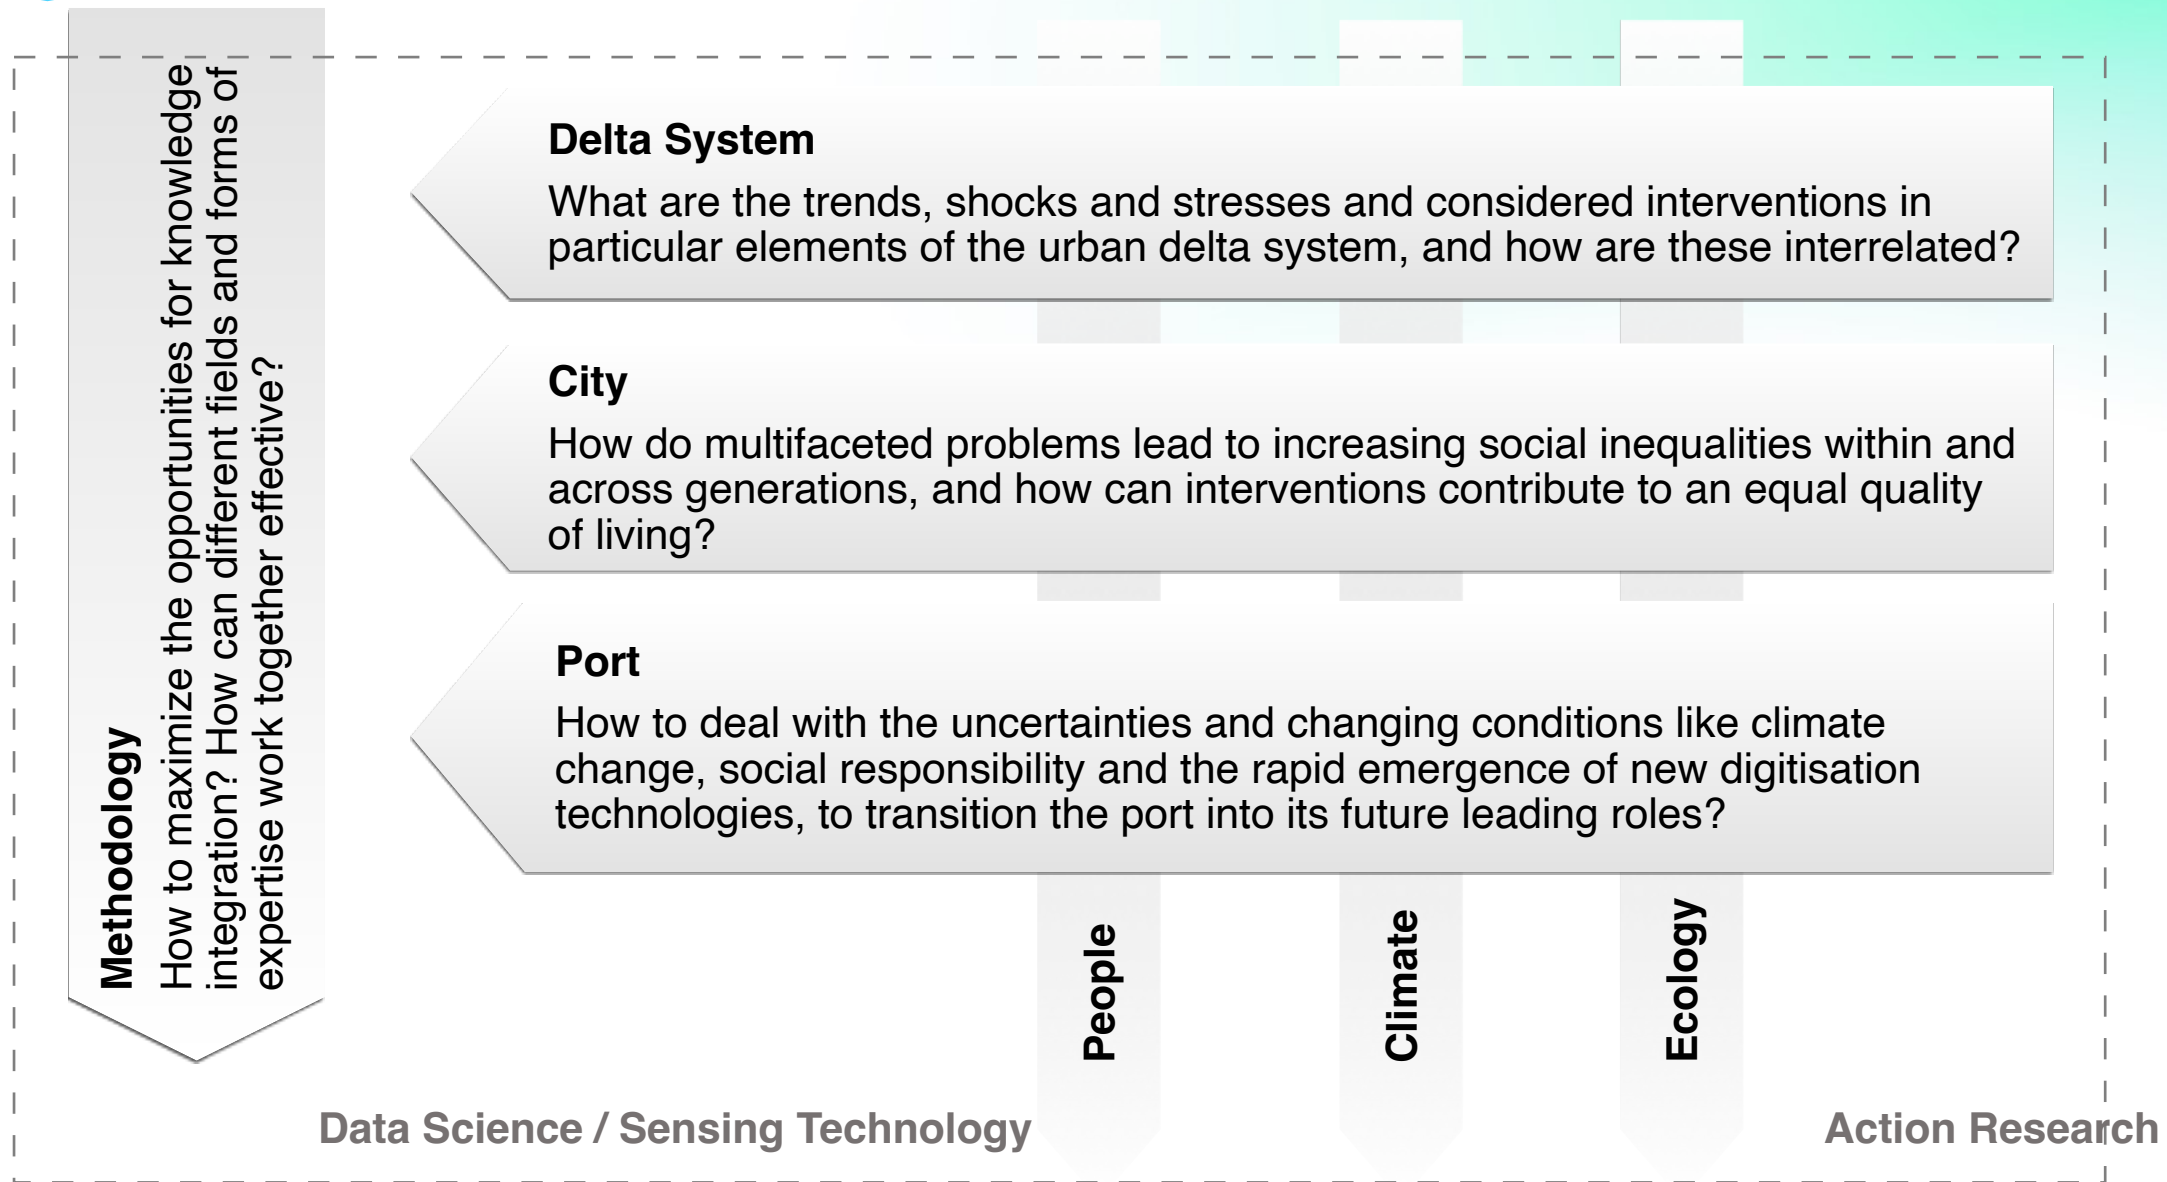 Methodology
How to maximize the opportunities for knowledge
integration? How can different fields and forms of
expertise work together effective?
Delta System
What are the trends, shocks and stresses and considered interventions in
particular elements of the urban delta system, and how are these interrelated?
City
How do multifaceted problems lead to increasing social inequalities within and
across generations, and how can interventions contribute to an equal quality
of living?
Port
How to deal with the uncertainties and changing conditions like climate
change, social responsibility and the rapid emergence of new digitisation
technologies, to transition the port into its future leading roles?
People
Climate
Ecology
Data Science / Sensing Technology
Action Research